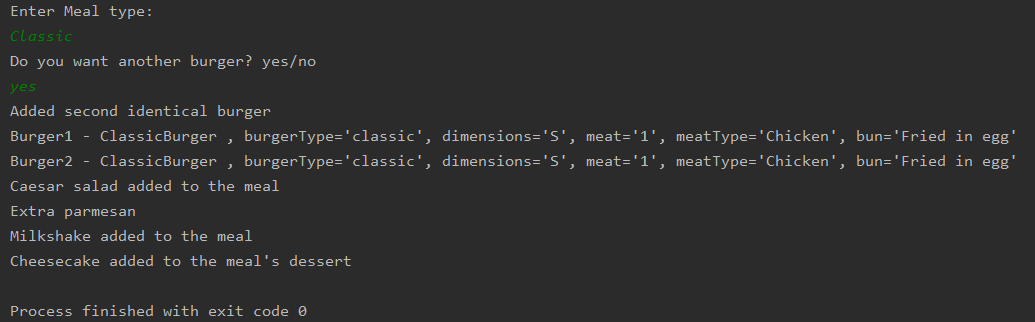 Enter Meal type:
Classic
Do you want another burger? yes/no
yes
Added second identical burger
Burger1 - ClassicBurger , burgerType='classic', dimensions='S', meat='1', meatType='Chicken', bun='Fried in egg'
Burger2 - ClassicBurger , burgerType='classic', dimensions='S', meat='1', meatType='Chicken', bun='Fried in egg'
Caesar salad added to the meal
Extra parmesan
Milkshake added to the meal
Cheesecake added to the meal's dessert
Process finished with exit code 0